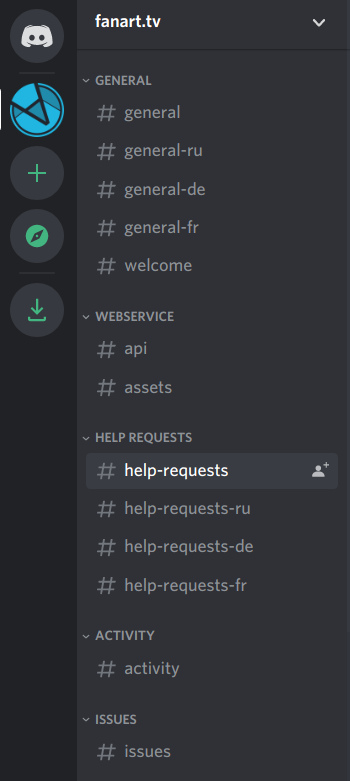 fanart.tv
GENERAL
# general
# general-ru
# general-de
# general-fr
# welcome
WEBSERVICE
# api
# assets
HELP REQUESTS
# help-requests
# help-requests-ru
# help-requests-de
# help-requests-fr
ACTIVITY
# activity
ISSUES
# issues